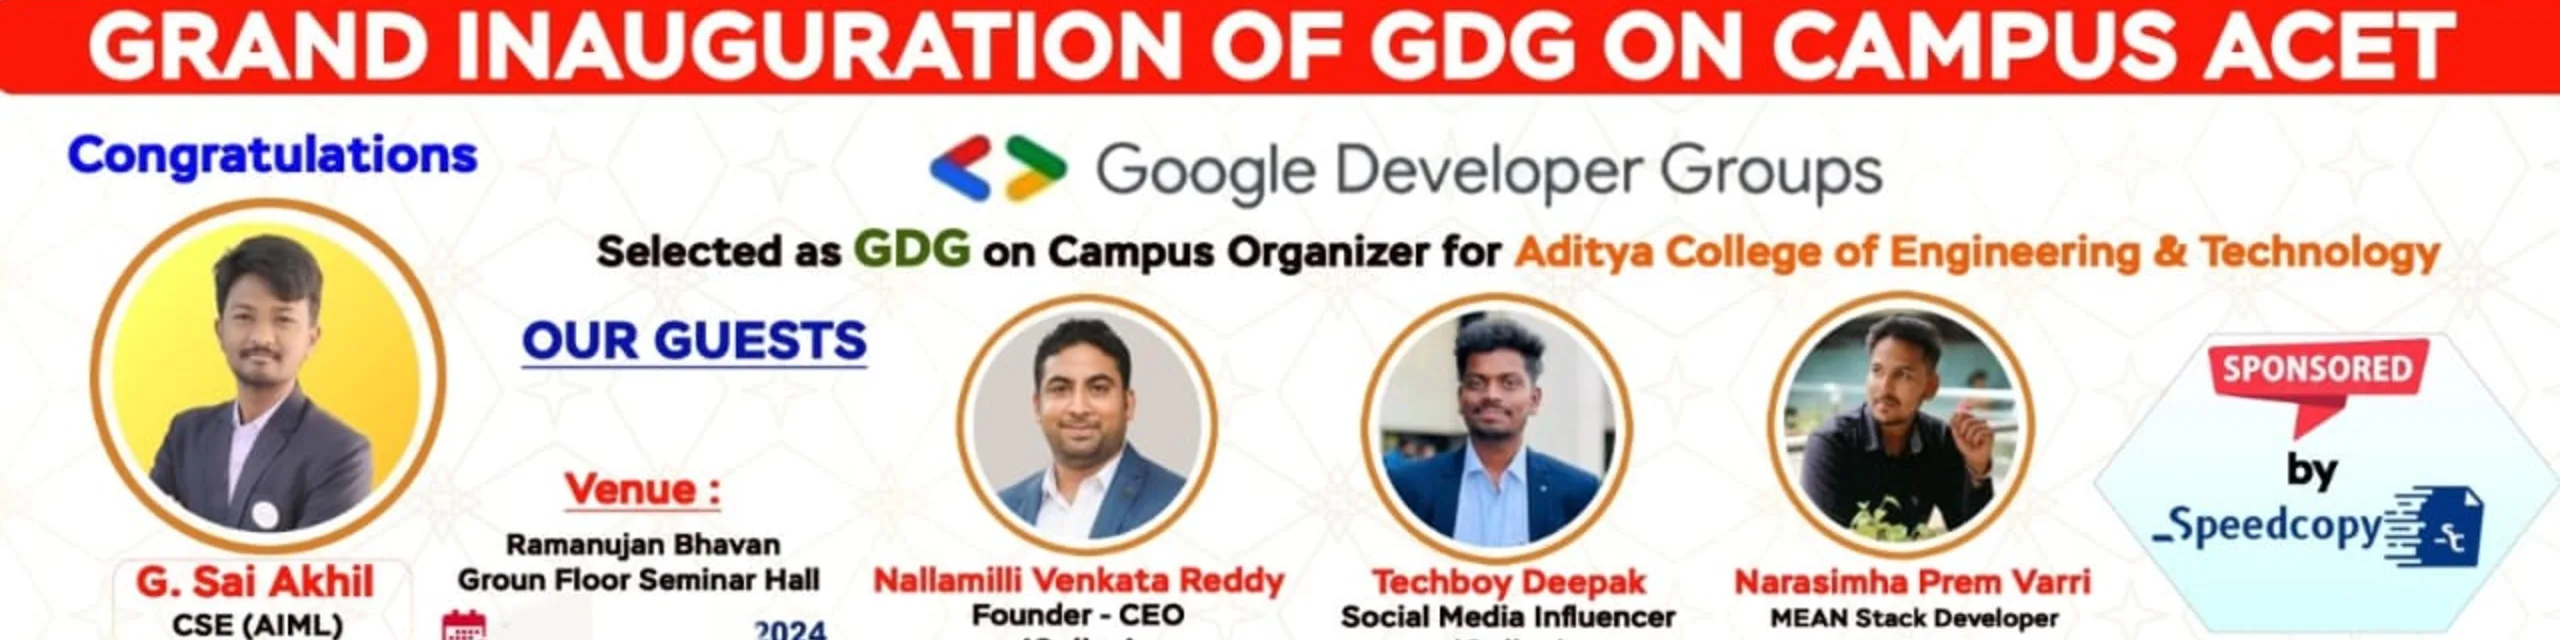 GRAND INAUGURATION OF GDG ON CAMPUS ACET
Congratulations
Google Developer Groups
Selected as GDG on Campus Organizer for Aditya College of Engineering & Technology
OUR GUESTS
SPONSORED
by
_Speedcopy
Venue :
Ramanujan Bhavan
Groun Floor Seminar Hall
2024
G. Sai Akhil
CSE (AIML)
Nallamilli Venkata Reddy
Founder - CEO
Techboy Deepak
Social Media Influencer
Narasimha Prem Varri
MEAN Stack Developer